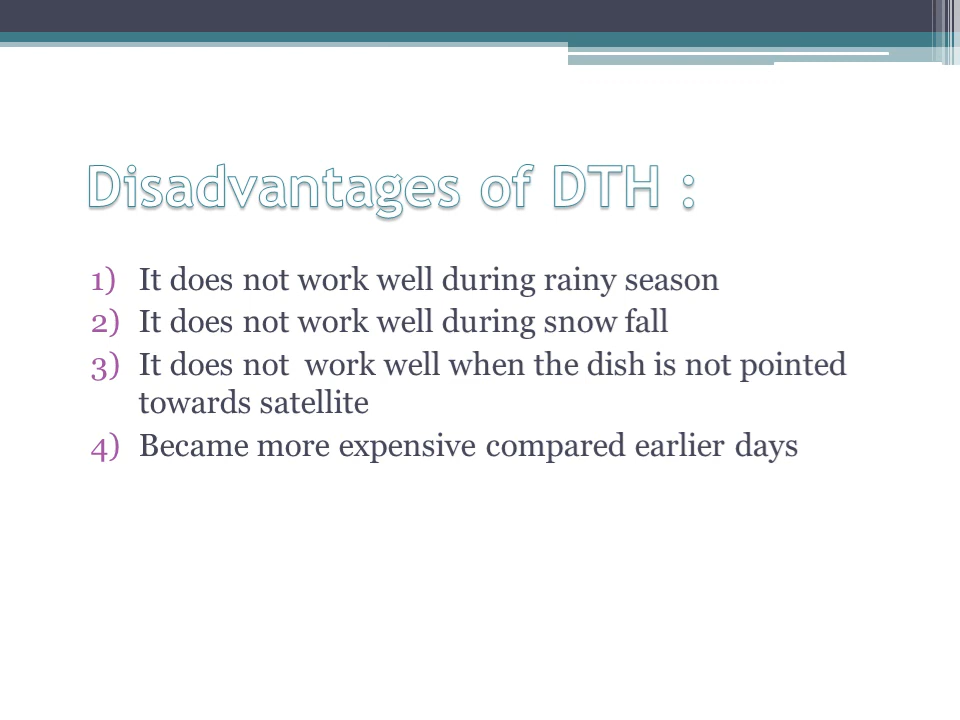 Disadvantages of DTH :
1) It does not work well during rainy season
2) It does not work well during snow fall
3) It does not  work well when the dish is not pointed
towards satellite
4) Became more expensive compared earlier days